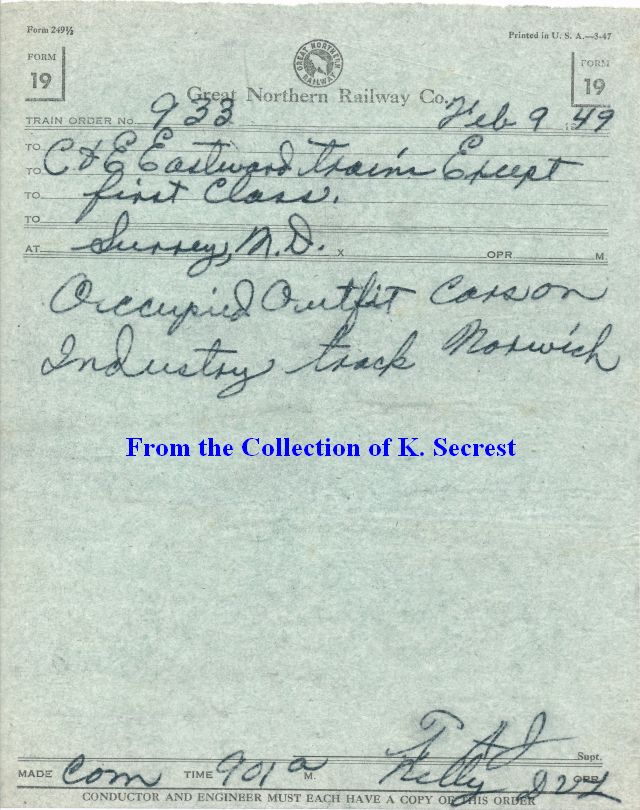 Form 249½
Printed in U. S. A.—3-47
FORM
19
GREAT NORTHERN RAILWAY
FORM
19
Great Northern Railway Co.
TRAIN ORDER No. 933 Feb 9 1949
TO C & E Eastward trains Except
TO first Class.
TO
TO
AT Surrey, N.D. X OPR. M.
Occupied Outfit Cars on
Industry track Norwich
From the Collection of K. Secrest
Supt.
MADE Com TIME 901 a M. Kelly OPR.
CONDUCTOR AND ENGINEER MUST EACH HAVE A COPY OF THIS ORDER